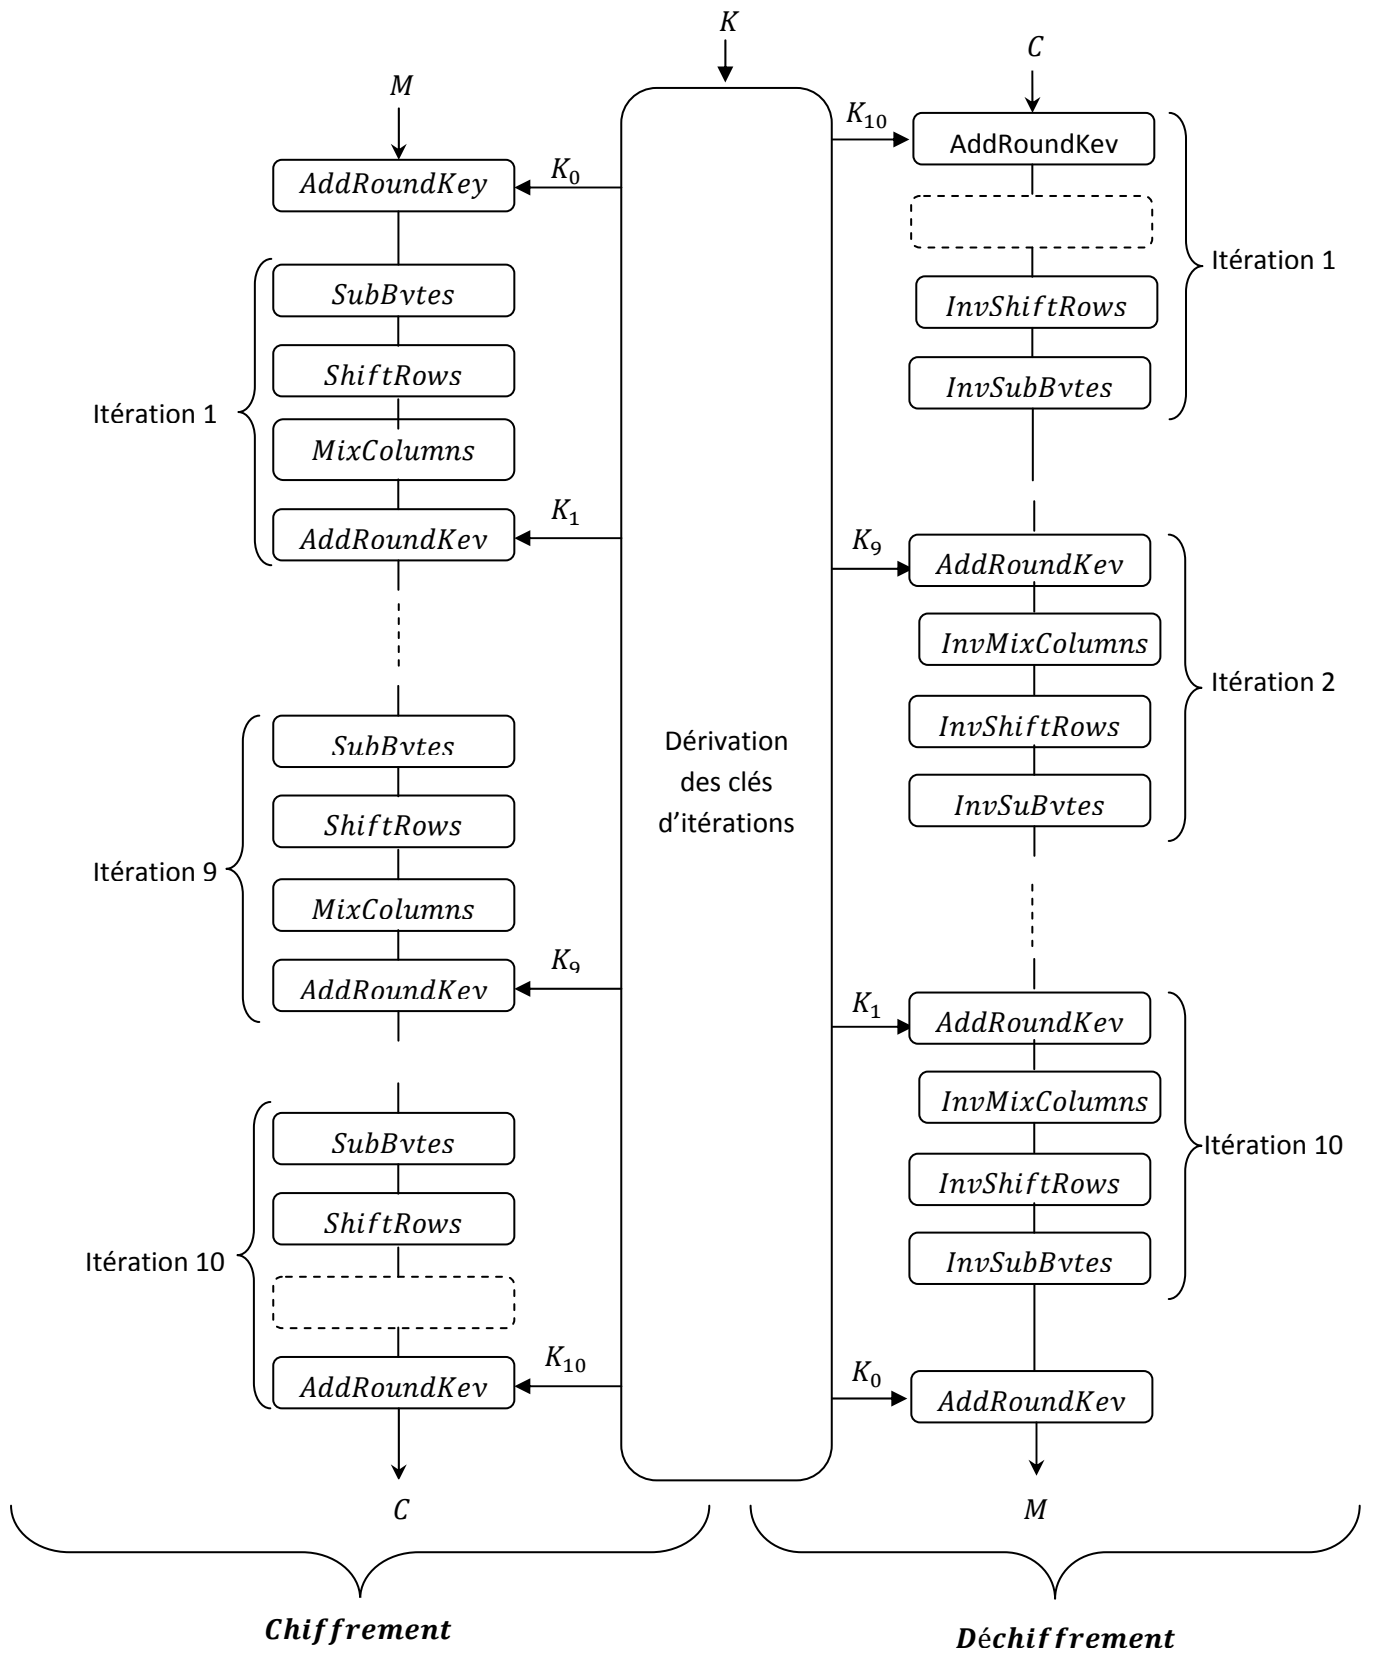 M
AddRoundKey
K₀
Itération 1
SubBvtes
ShiftRows
MixColumns
AddRoundKev
K₁
Itération 9
SubBvtes
ShiftRows
MixColumns
AddRoundKev
K₉
Itération 10
SubBvtes
ShiftRows
AddRoundKev
K₁₀
C
Chiffrement
K
Dérivation
des clés
d’itérations
C
K₁₀
AddRoundKev
InvShiftRows
InvSubBvtes
Itération 1
K₉
AddRoundKev
InvMixColumns
InvShiftRows
InvSuBvtes
Itération 2
K₁
AddRoundKev
InvMixColumns
InvShiftRows
InvSubBvtes
Itération 10
K₀
AddRoundKev
M
Déchiffrement